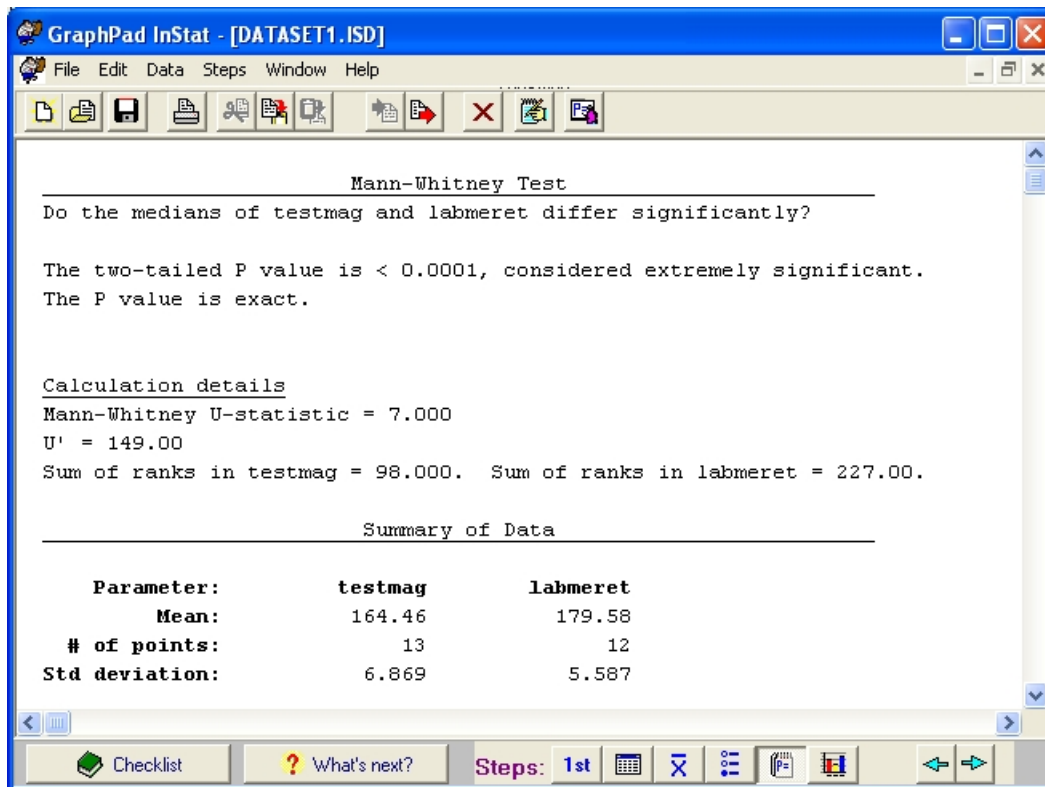 GraphPad InStat - [DATASET1.ISD]
File Edit Data Steps Window Help
Mann-Whitney Test
Do the medians of testmag and labmeret differ significantly?
The two-tailed P value is < 0.0001, considered extremely significant.
The P value is exact.
Calculation details
Mann-Whitney U-statistic = 7.000
U' = 149.00
Sum of ranks in testmag = 98.000. Sum of ranks in labmeret = 227.00.
Summary of Data
Parameter: testmag labmeret
Mean: 164.46 179.58
# of points: 13 12
Std deviation: 6.869 5.587
Checklist ? What's next? Steps: 1st x P=